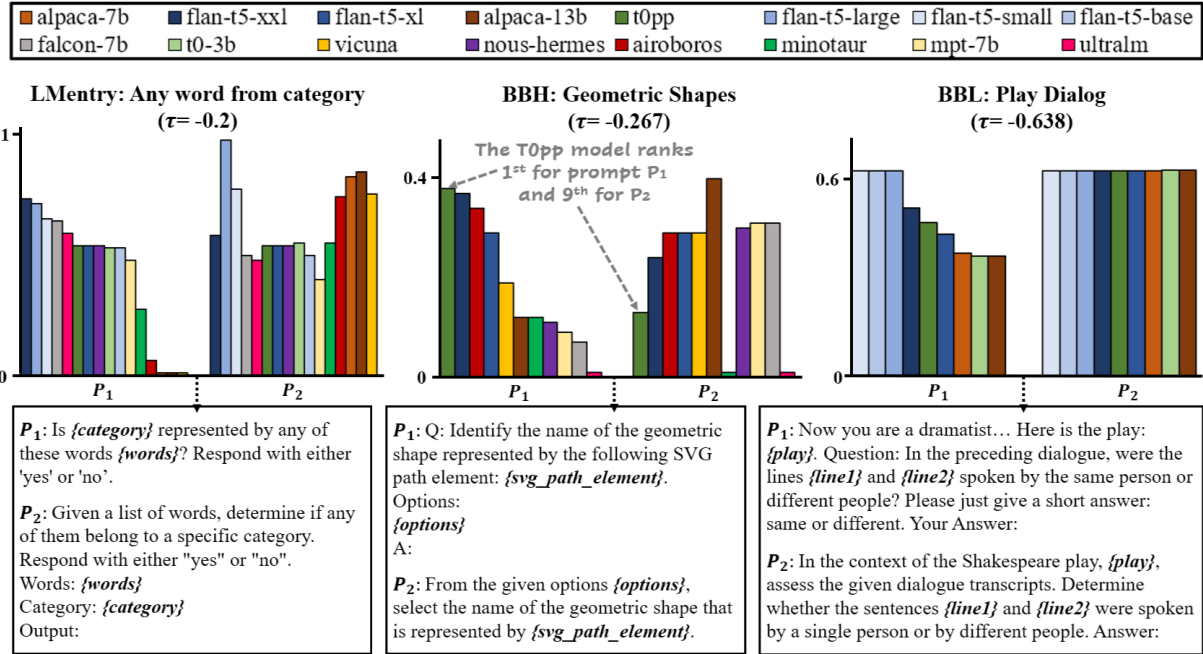 alpaca-7b flan-t5-xxl flan-t5-xl alpaca-13b t0pp flan-t5-large flan-t5-small flan-t5-base
falcon-7b t0-3b vicuna nous-hermes airoboros minotaur mpt-7b ultralm
LMentry: Any word from category
(τ= -0.2)
1
0
P1 P2
BBH: Geometric Shapes
(τ= -0.267)
The T0pp model ranks
1st for prompt P1
and 9th for P2
0.4
0
P1 P2
BBL: Play Dialog
(τ= -0.638)
0.6
0
P1 P2
P1: Is {category} represented by any of
these words {words}? Respond with either
'yes' or 'no’.
P2: Given a list of words, determine if any
of them belong to a specific category.
Respond with either "yes" or "no".
Words: {words}
Category: {category}
Output:
P1: Q: Identify the name of the geometric
shape represented by the following SVG
path element: {svg_path_element}.
Options:
{options}
A:
P2: From the given options {options},
select the name of the geometric shape that
is represented by {svg_path_element}.
P1: Now you are a dramatist… Here is the play:
{play}. Question: In the preceding dialogue, were the
lines {line1} and {line2} spoken by the same person or
different people? Please just give a short answer:
same or different. Your Answer:
P2: In the context of the Shakespeare play, {play},
assess the given dialogue transcripts. Determine
whether the sentences {line1} and {line2} were spoken
by a single person or by different people. Answer: